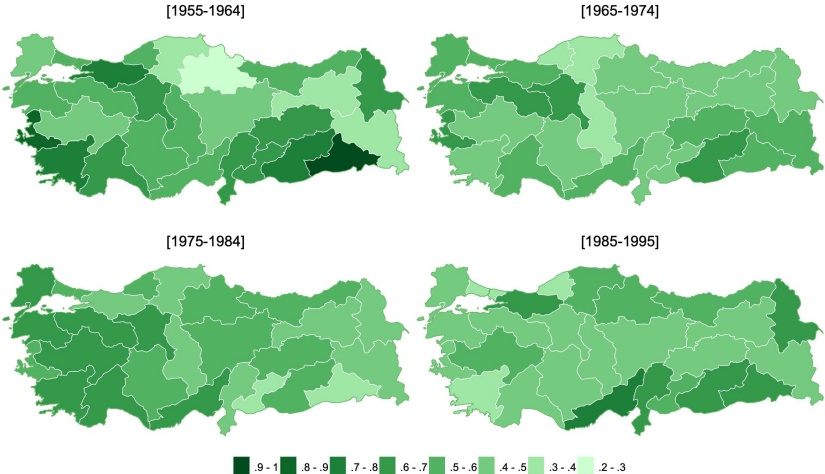 [1955-1964] [1965-1974]
[1975-1984] [1985-1995]
.9 - 1 .8 - .9 .7 - .8 .6 - .7 .5 - .6 .4 - .5 .3 - .4 .2 - .3